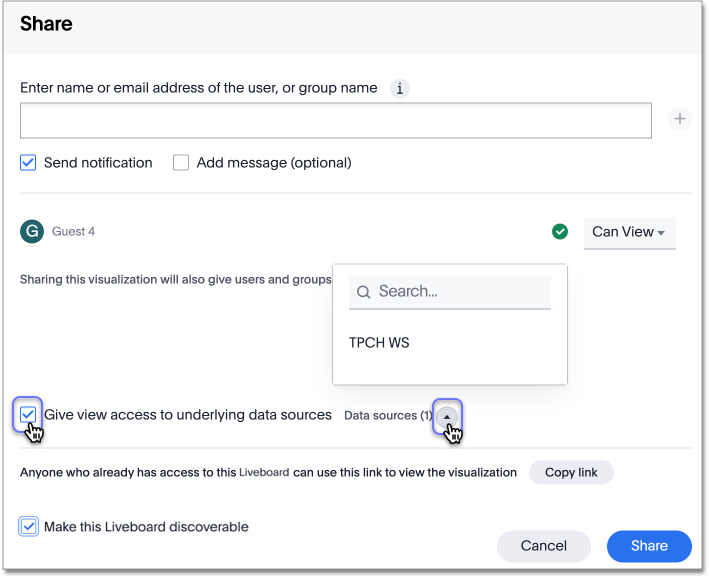 Share
Enter name or email address of the user, or group name i
Send notification Add message (optional)
G Guest 4 Can View
Sharing this visualization will also give users and groups
Search...
TPCH WS
Give view access to underlying data sources Data sources (1)
Anyone who already has access to this Liveboard can use this link to view the visualization Copy link
Make this Liveboard discoverable
Cancel Share